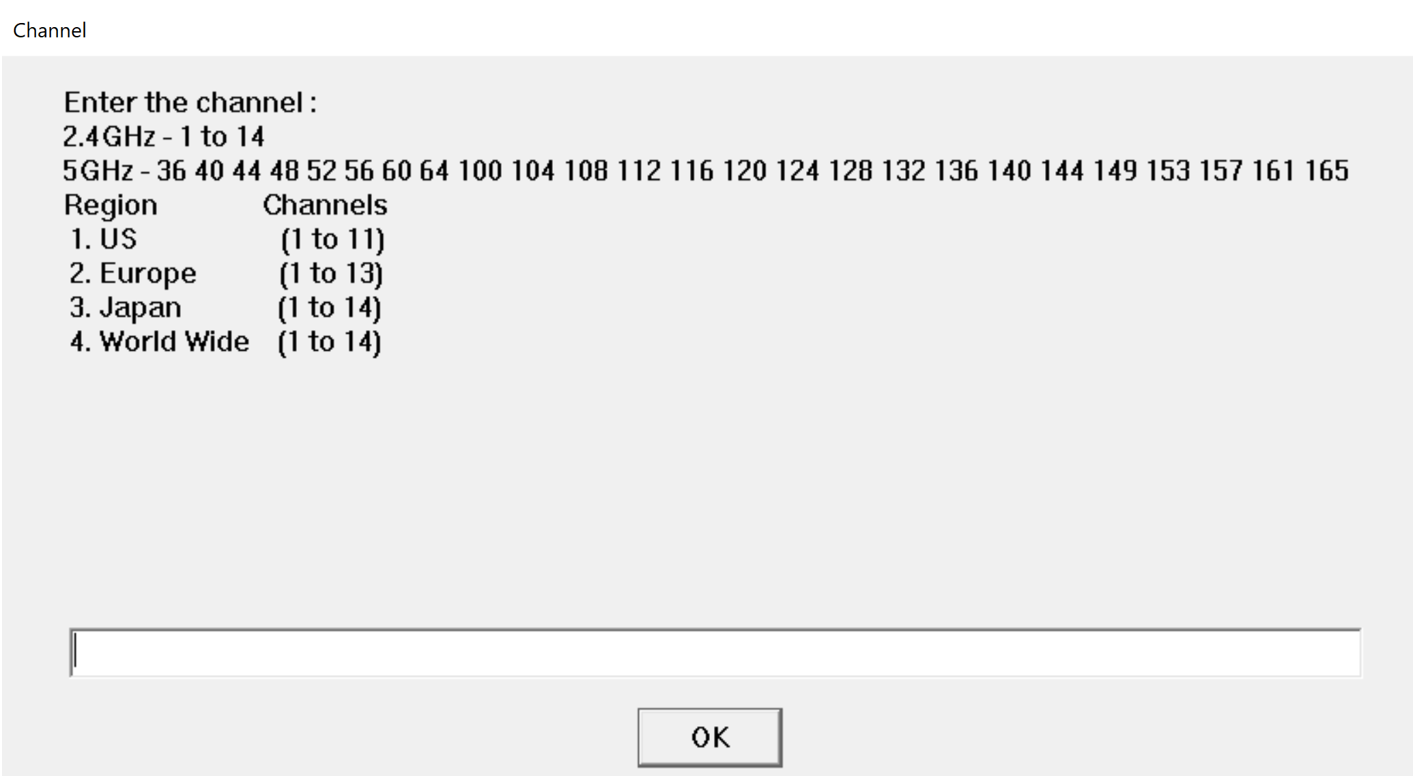 Channel
Enter the channel :
2.4GHz - 1 to 14
5GHz - 36 40 44 48 52 56 60 64 100 104 108 112 116 120 124 128 132 136 140 144 149 153 157 161 165
Region Channels
1. US (1 to 11)
2. Europe (1 to 13)
3. Japan (1 to 14)
4. World Wide (1 to 14)
OK